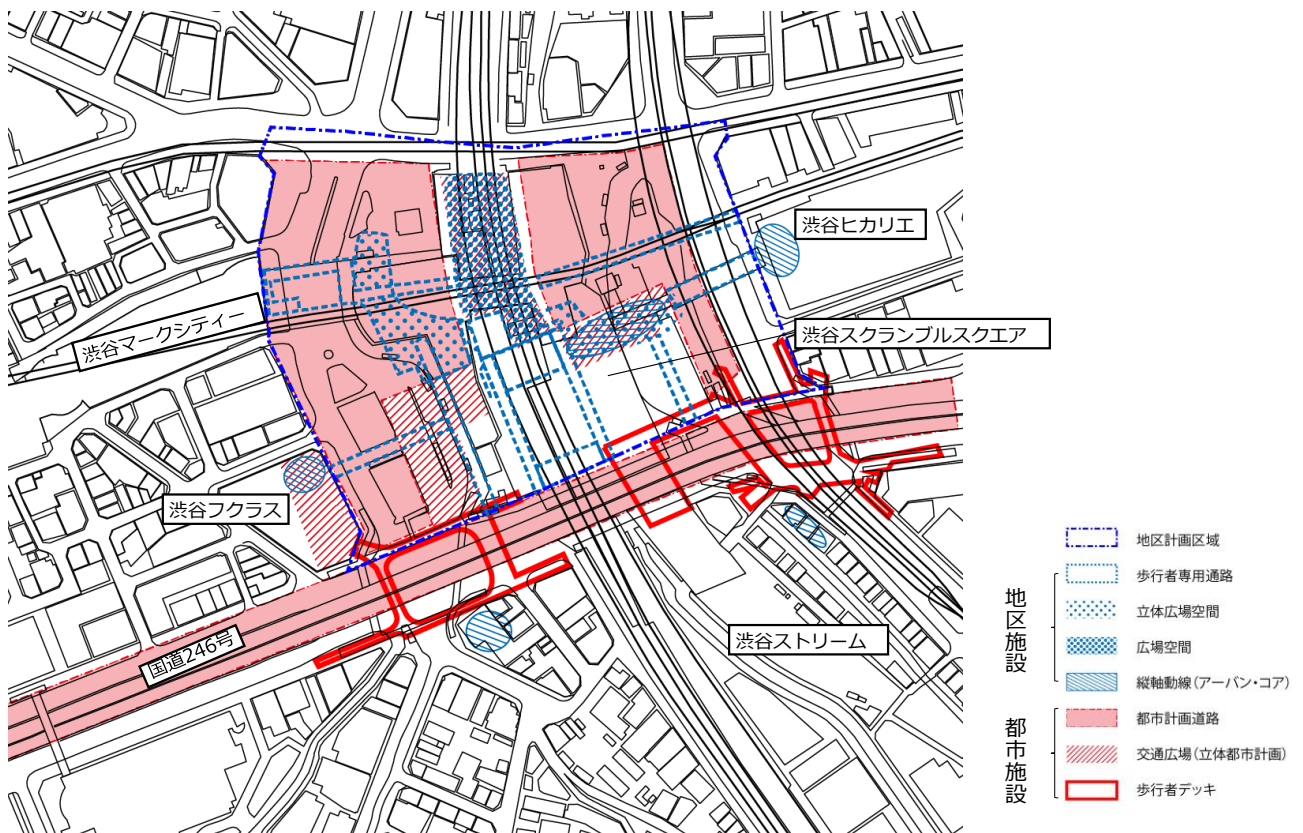 渋谷ヒカリエ
渋谷マークシティー
渋谷スクランブルスクエア
渋谷フクラス
国道246号
渋谷ストリーム
地区計画区域
地区施設
歩行者専用通路
立体広場空間
広場空間
縦軸動線(アーバン・コア)
都市施設
都市計画道路
交通広場(立体都市計画)
歩行者デッキ